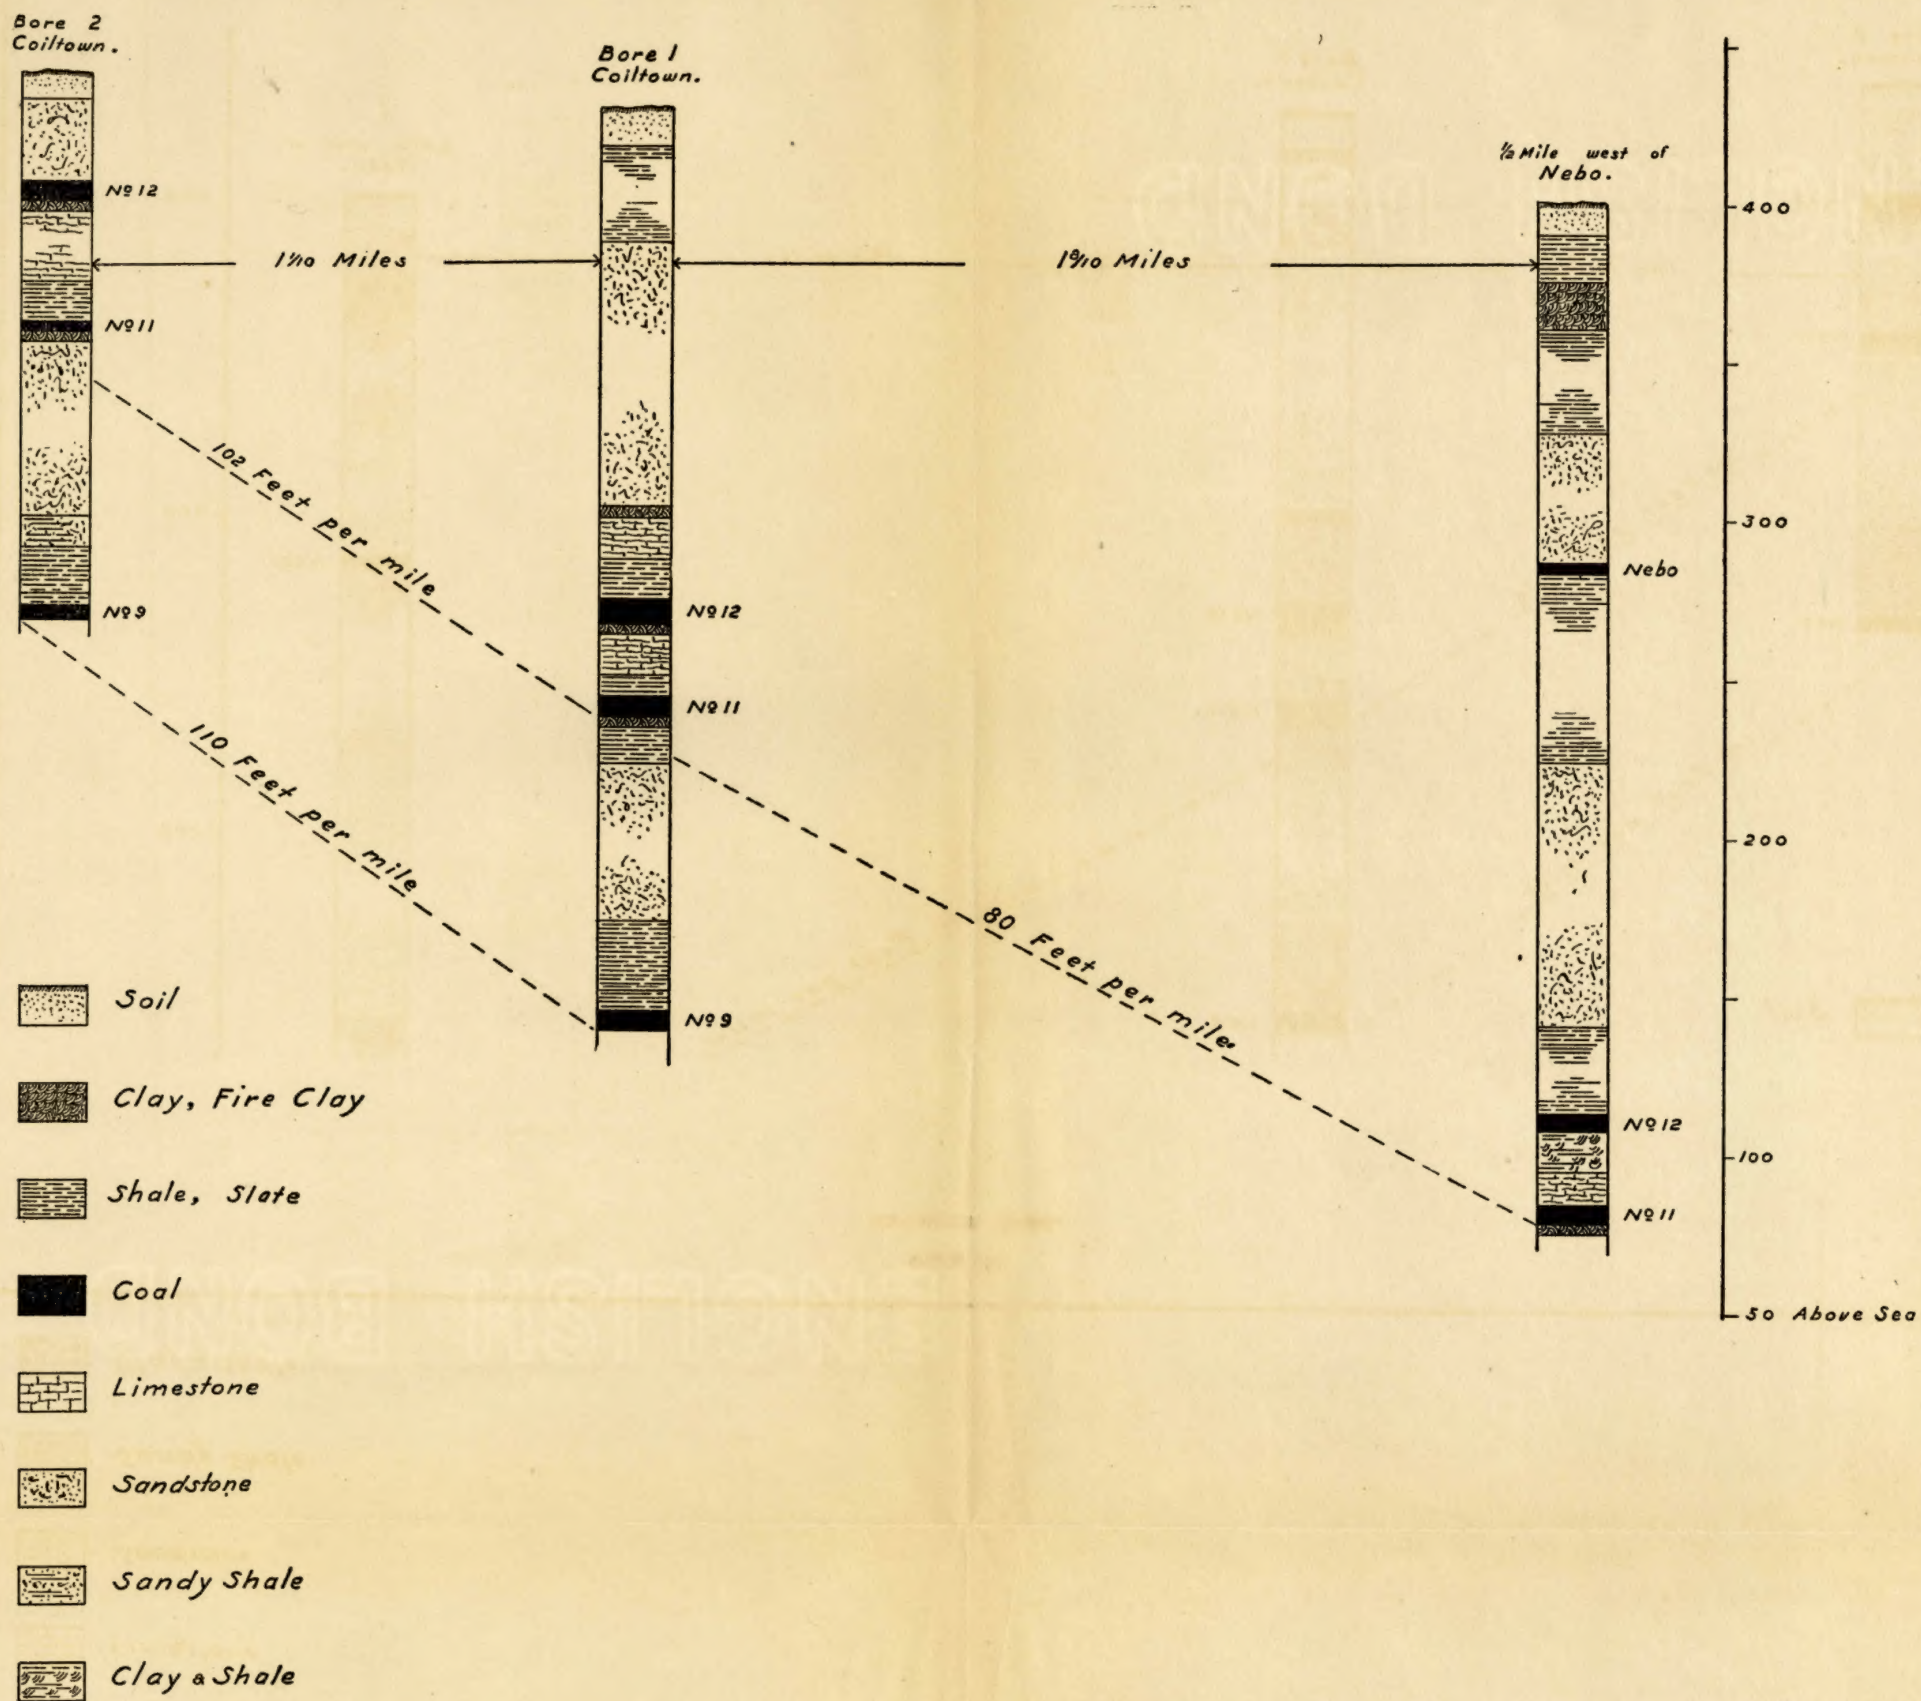 Bore 2
Coiltown.
Bore 1
Coiltown.
½ Mile west of
Nebo.
Nº 12
Nº 11
Nº 9
1 1/10 Miles
102 Feet per mile
110 Feet per mile
Nº 12
Nº 11
Nº 9
Miles
80 Feet per mile.
Nebo
Nº 12
Nº 11
400
300
200
100
50 Above Sea
Soil
Clay, Fire Clay
Shale, Slate
Coal
Limestone
Sandstone
Sandy Shale
Clay & Shale